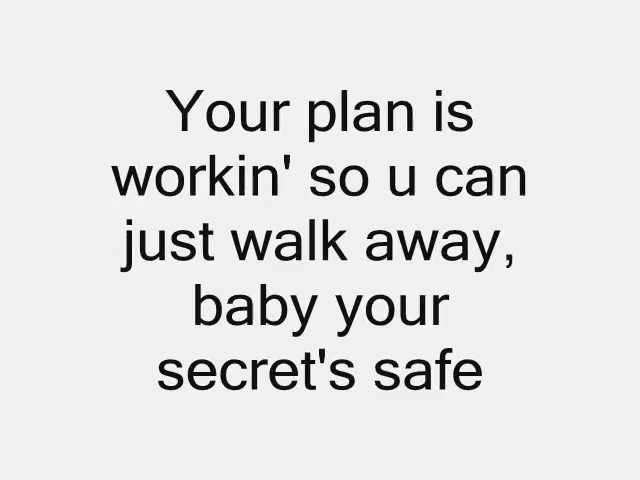 Your plan is
workin' so u can
just walk away,
baby your
secret's safe